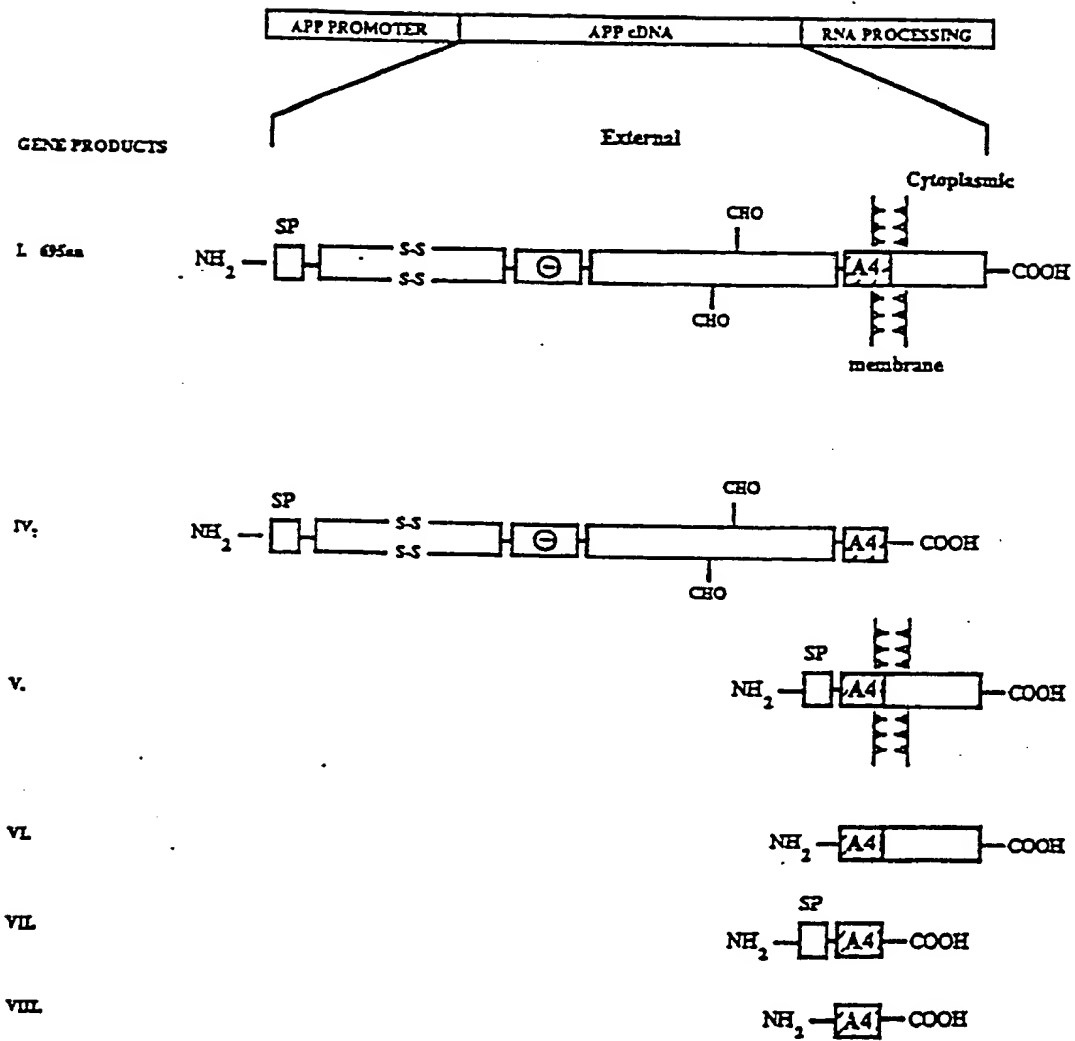 APP PROMOTER APP cDNA RNA PROCESSING
GENE PRODUCTS
External
Cytoplasmic
I. 695aa
SP
CHO
NH2 S-S S-S ⊖ A4 COOH
CHO
membrane
IV.
SP
CHO
NH2 S-S S-S ⊖ A4 COOH
CHO
V.
SP
NH2 A4 COOH
VI.
NH2 A4 COOH
VII.
SP
NH2 A4 COOH
VIII.
NH2 A4 COOH